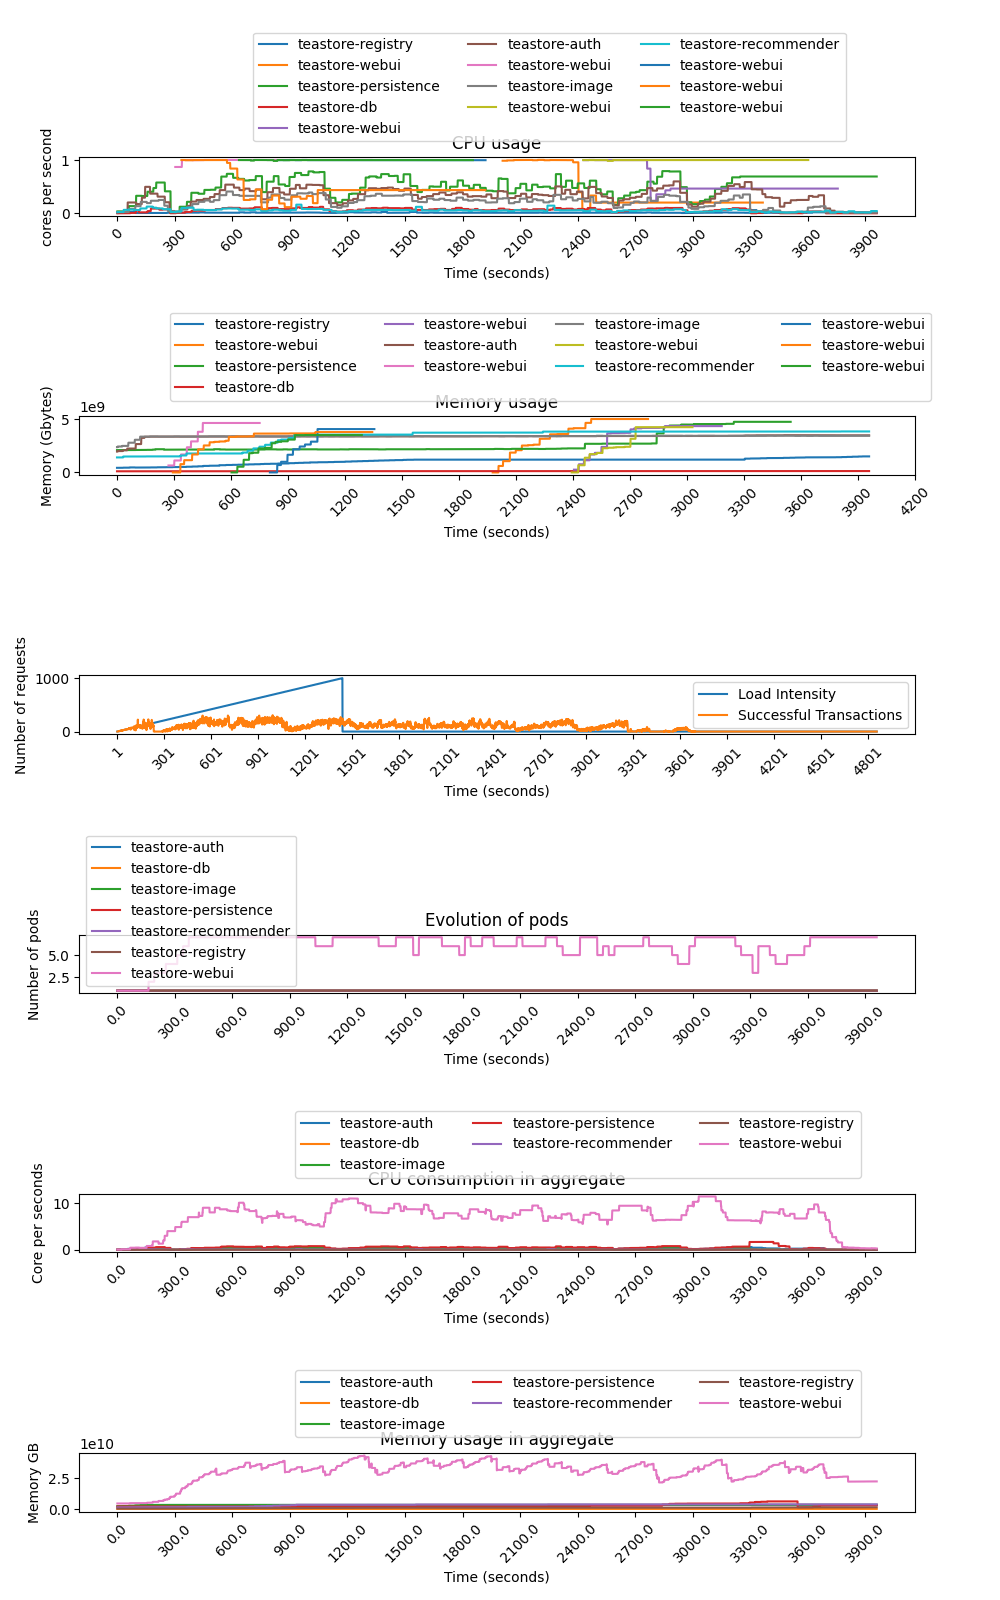 teastore-registry teastore-auth teastore-recommender
teastore-webui teastore-webui teastore-webui
teastore-persistence teastore-image teastore-webui
teastore-db teastore-webui teastore-webui
teastore-webui
CPU usage
cores per second
1
0
0 300 600 900 1200 1500 1800 2100 2400 2700 3000 3300 3600 3900
Time (seconds)
teastore-registry teastore-webui teastore-image teastore-webui
teastore-webui teastore-auth teastore-webui teastore-webui
teastore-persistence teastore-webui teastore-recommender teastore-webui
teastore-db
Memory usage
1e9
Memory (Gbytes)
5
0
0 300 600 900 1200 1500 1800 2100 2400 2700 3000 3300 3600 3900 4200
Time (seconds)
Number of requests
1000
0
Load Intensity
Successful Transactions
1 301 601 901 1201 1501 1801 2101 2401 2701 3001 3301 3601 3901 4201 4501 4801
Time (seconds)
teastore-auth
teastore-db
teastore-image
teastore-persistence
teastore-recommender
teastore-registry
teastore-webui
Evolution of pods
Number of pods
5.0
2.5
0.0 300.0 600.0 900.0 1200.0 1500.0 1800.0 2100.0 2400.0 2700.0 3000.0 3300.0 3600.0 3900.0
Time (seconds)
teastore-auth teastore-persistence teastore-registry
teastore-db teastore-recommender teastore-webui
teastore-image
CPU consumption in aggregate
Core per seconds
10
0
0.0 300.0 600.0 900.0 1200.0 1500.0 1800.0 2100.0 2400.0 2700.0 3000.0 3300.0 3600.0 3900.0
Time (seconds)
teastore-auth teastore-persistence teastore-registry
teastore-db teastore-recommender teastore-webui
teastore-image
Memory usage in aggregate
1e10
Memory GB
2.5
0.0
0.0 300.0 600.0 900.0 1200.0 1500.0 1800.0 2100.0 2400.0 2700.0 3000.0 3300.0 3600.0 3900.0
Time (seconds)